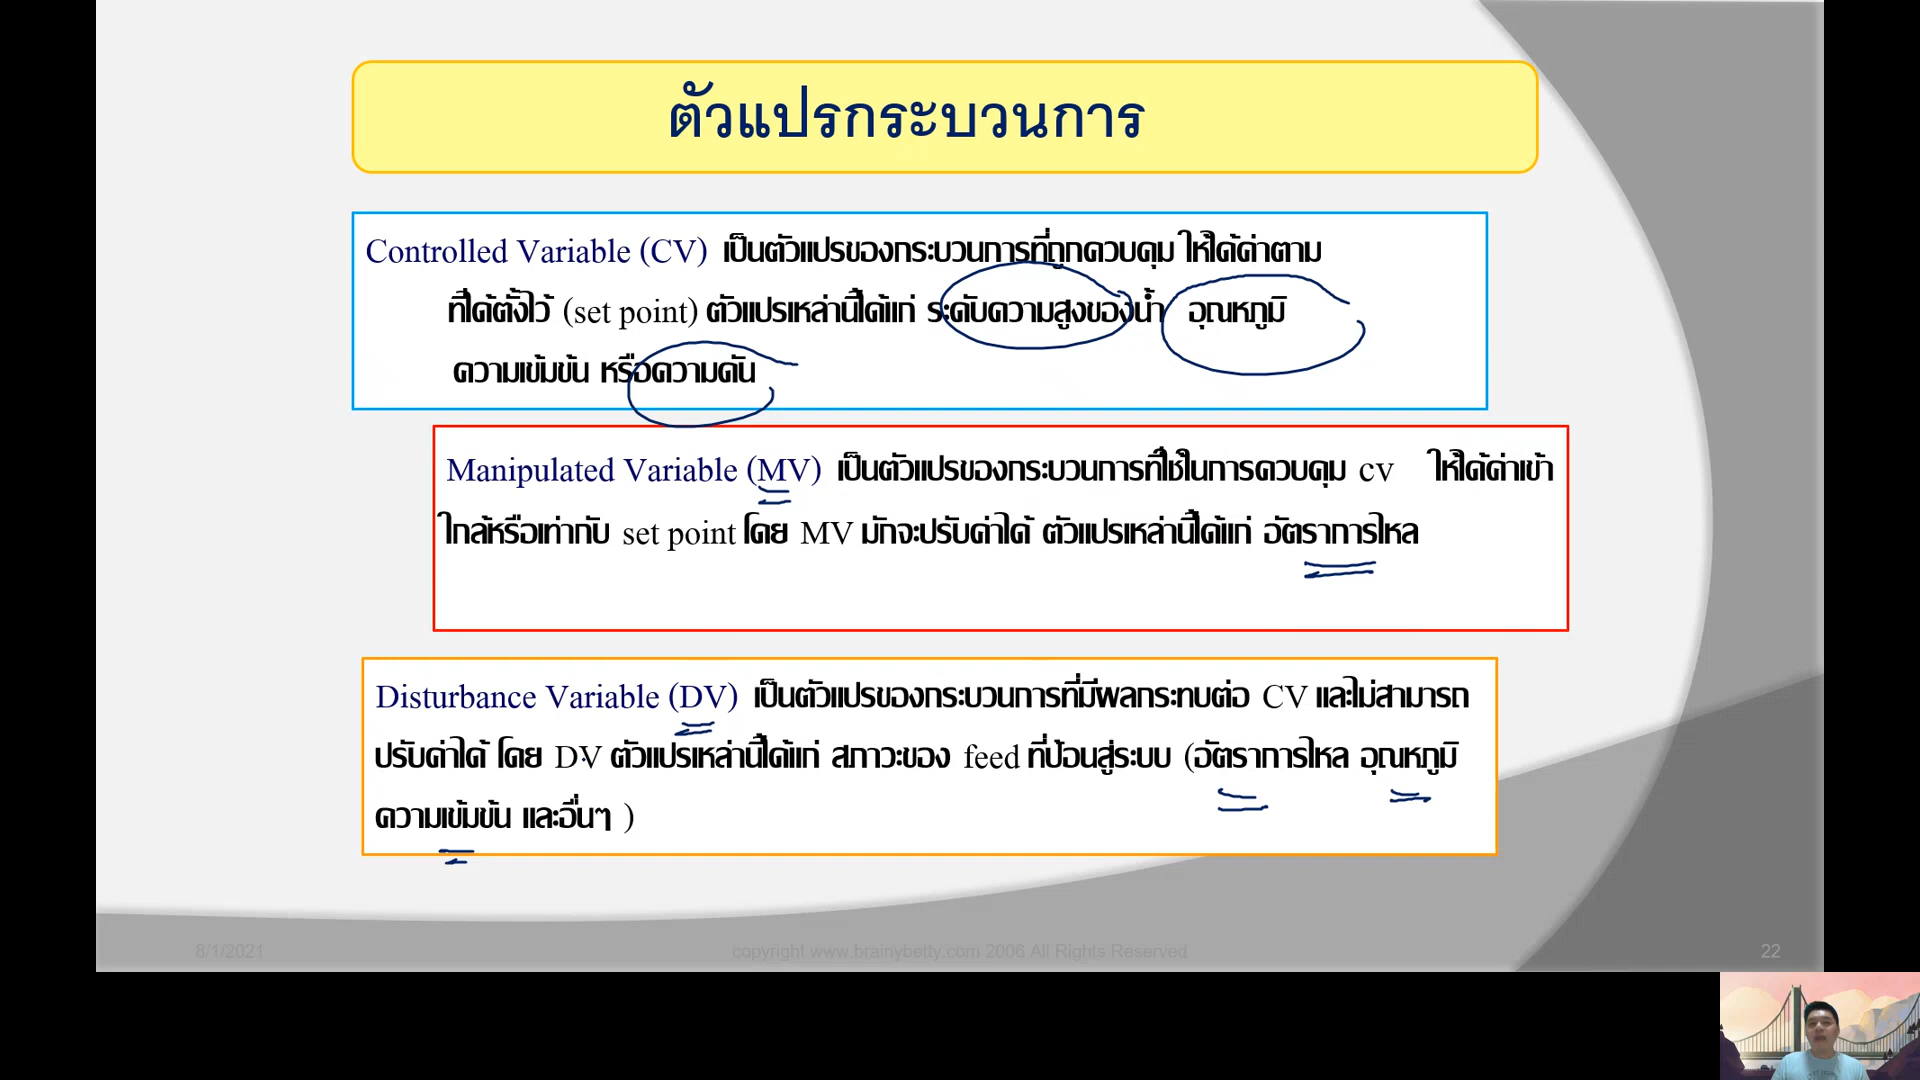 ตัวแปรกระบวนการ
Controlled Variable (CV) เป็นตัวแปรของกระบวนการที่ถูกควบคุม ให้ได้ค่าตาม
ที่ได้ตั้งไว้ (set point) ตัวแปรเหล่านี้ได้แก่ ระดับความสูงของน้ำ อุณหภูมิ
ความเข้มข้น หรือความดัน
Manipulated Variable (MV) เป็นตัวแปรของกระบวนการที่ใช้ในการควบคุม cv ให้ได้ค่าเข้า
ใกล้หรือเท่ากับ set point โดย MV มักจะปรับค่าได้ ตัวแปรเหล่านี้ได้แก่ อัตราการไหล
Disturbance Variable (DV) เป็นตัวแปรของกระบวนการที่มีผลกระทบต่อ CV และไม่สามารถ
ปรับค่าได้ โดย DV ตัวแปรเหล่านี้ได้แก่ สภาวะของ feed ที่ป้อนสู่ระบบ (อัตราการไหล อุณหภูมิ
ความเข้มข้น และอื่นๆ )
8/1/2021 copyright www.brainybetty.com 2006 All Rights Reserved 22